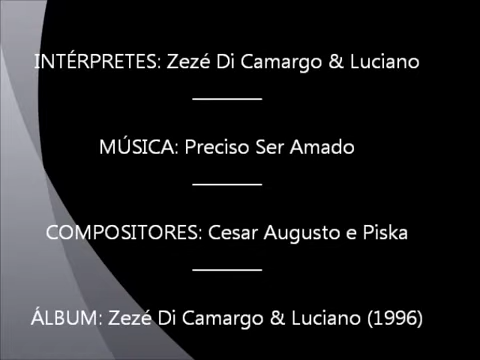 INTÉRPRETES: Zezé Di Camargo & Luciano
MÚSICA: Preciso Ser Amado
COMPOSITORES: Cesar Augusto e Piska
ÁLBUM: Zezé Di Camargo & Luciano (1996)